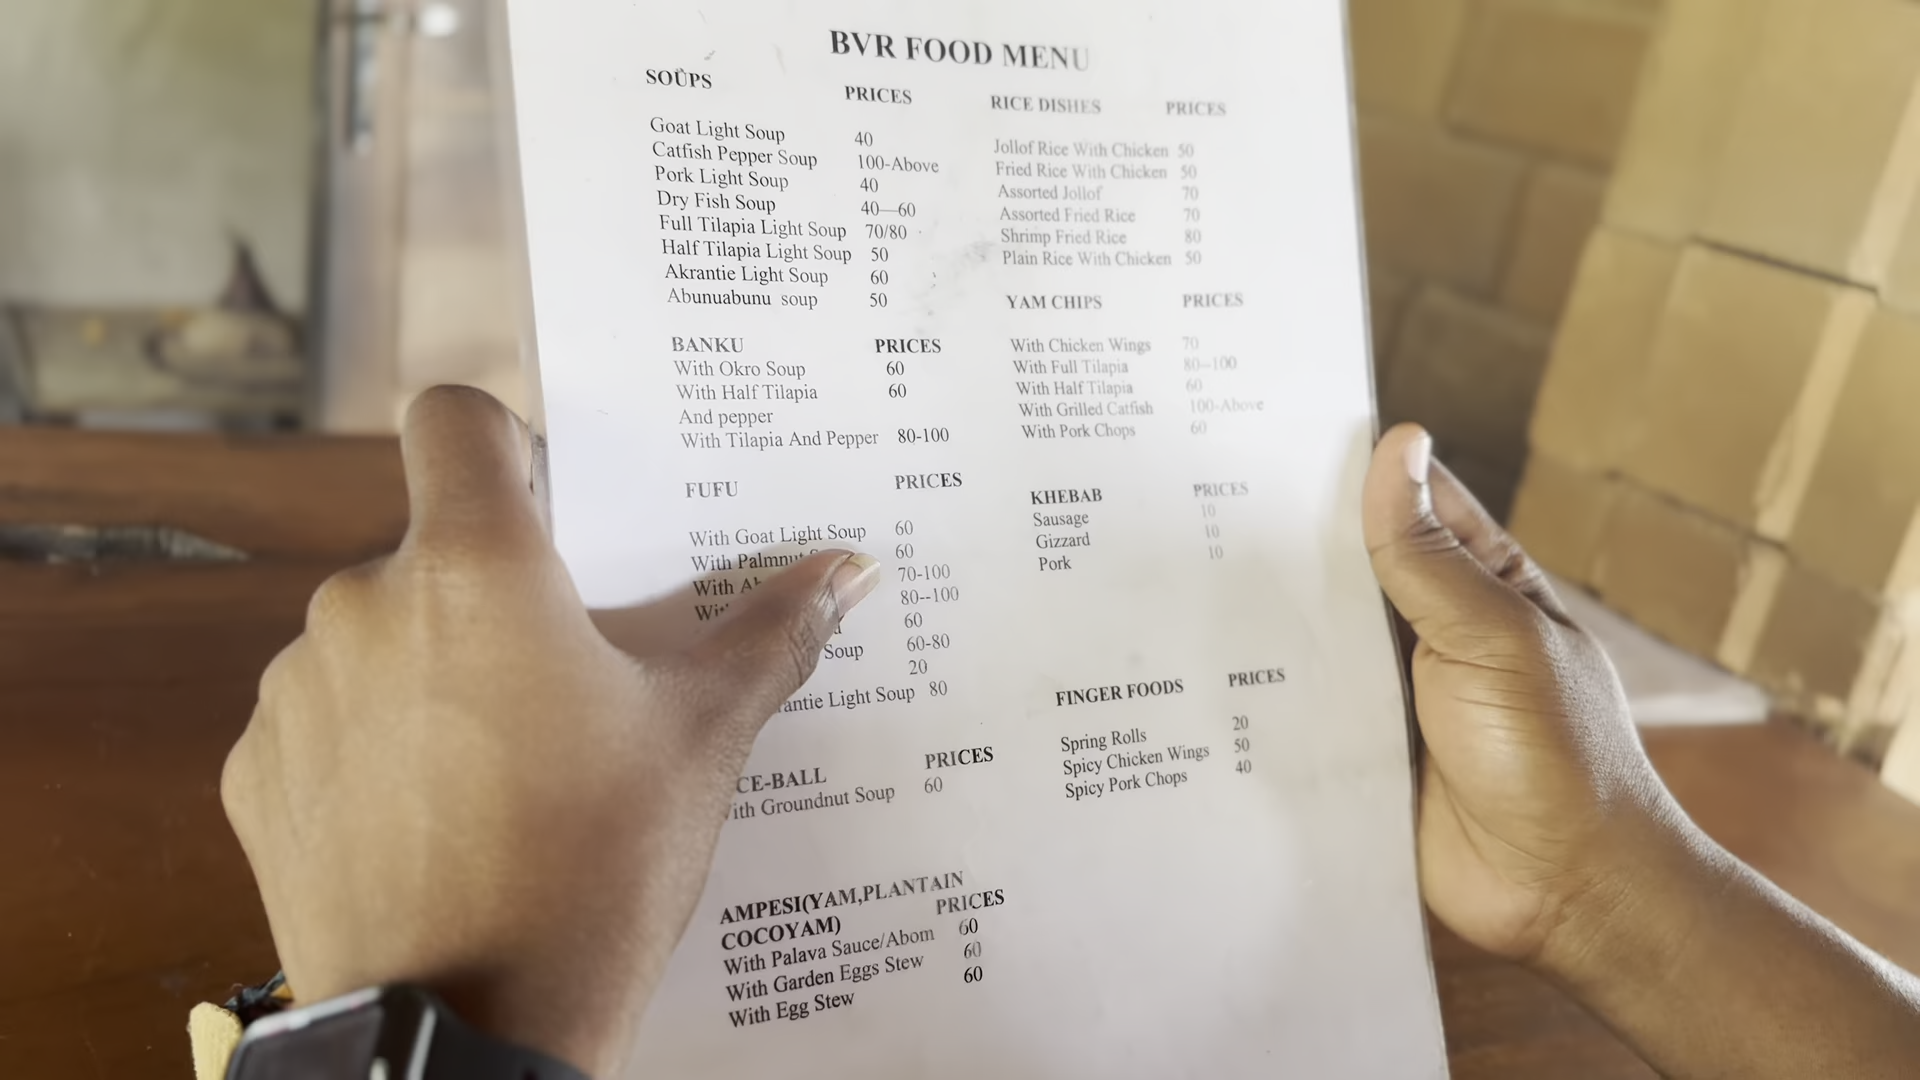 BVR FOOD MENU
SOUPS PRICES
Goat Light Soup 40
Catfish Pepper Soup 100-Above
Pork Light Soup 40
Dry Fish Soup 40—60
Full Tilapia Light Soup 70/80
Half Tilapia Light Soup 50
Akrantie Light Soup 60
Abunuabunu soup 50
BANKU PRICES
With Okro Soup 60
With Half Tilapia 60
And pepper
With Tilapia And Pepper 80-100
FUFU PRICES
With Goat Light Soup 60
With 60
With 70-100
80--100
60
Soup 60-80
20
Light Soup 80
PRICES
Groundnut Soup 60
AMPESI(YAM,PLANTAIN
COCOYAM) PRICES
With Palava Sauce/Abom 60
With Garden Eggs Stew 60
With Egg Stew 60
RICE DISHES PRICES
Jollof Rice With Chicken 50
Fried Rice With Chicken 50
Assorted Jollof 70
Assorted Fried Rice 70
Shrimp Fried Rice 80
Plain Rice With Chicken 50
YAM CHIPS PRICES
With Chicken Wings 70
With Full Tilapia 80--100
With Half Tilapia 60
With Grilled Catfish 100-Above
With Pork Chops 60
KHEBAB PRICES
Sausage 10
Gizzard 10
Pork 10
FINGER FOODS PRICES
Spring Rolls 20
Spicy Chicken Wings 50
Spicy Pork Chops 40